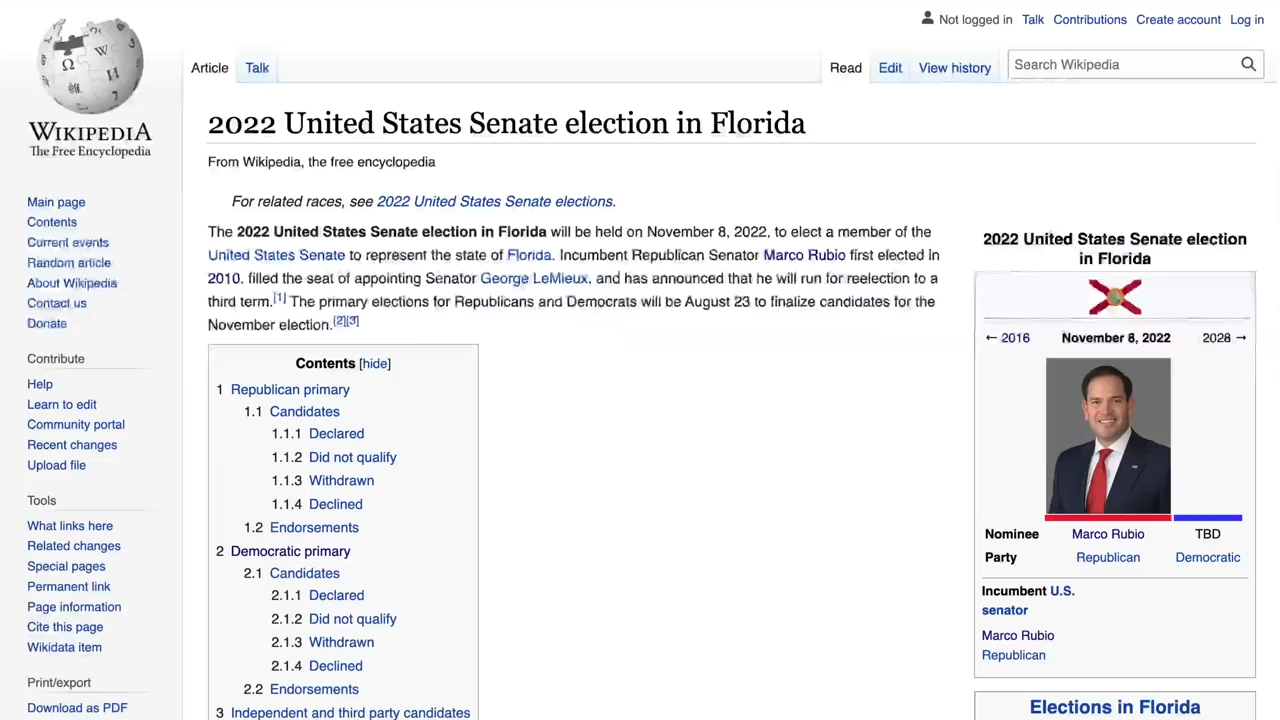 Not logged in Talk Contributions Create account Log in
Article Talk Read Edit View history Search Wikipedia
WIKIPEDIA
The Free Encyclopedia
Main page
Contents
Current events
Random article
About Wikipedia
Contact us
Donate
Contribute
Help
Learn to edit
Community portal
Recent changes
Upload file
Tools
What links here
Related changes
Special pages
Permanent link
Page information
Cite this page
Wikidata item
Print/export
Download as PDF
2022 United States Senate election in Florida
From Wikipedia, the free encyclopedia
For related races, see 2022 United States Senate elections.
The 2022 United States Senate election in Florida will be held on November 8, 2022, to elect a member of the
United States Senate to represent the state of Florida. Incumbent Republican Senator Marco Rubio first elected in
2010, filled the seat of appointing Senator George LeMieux, and has announced that he will run for reelection to a
third term.[1] The primary elections for Republicans and Democrats will be August 23 to finalize candidates for the
November election.[2][3]
Contents [hide]
1 Republican primary
1.1 Candidates
1.1.1 Declared
1.1.2 Did not qualify
1.1.3 Withdrawn
1.1.4 Declined
1.2 Endorsements
2 Democratic primary
2.1 Candidates
2.1.1 Declared
2.1.2 Did not qualify
2.1.3 Withdrawn
2.1.4 Declined
2.2 Endorsements
3 Independent and third party candidates
2022 United States Senate election
in Florida
← 2016 November 8, 2022 2028 →
Nominee Marco Rubio TBD
Party Republican Democratic
Incumbent U.S.
senator
Marco Rubio
Republican
Elections in Florida